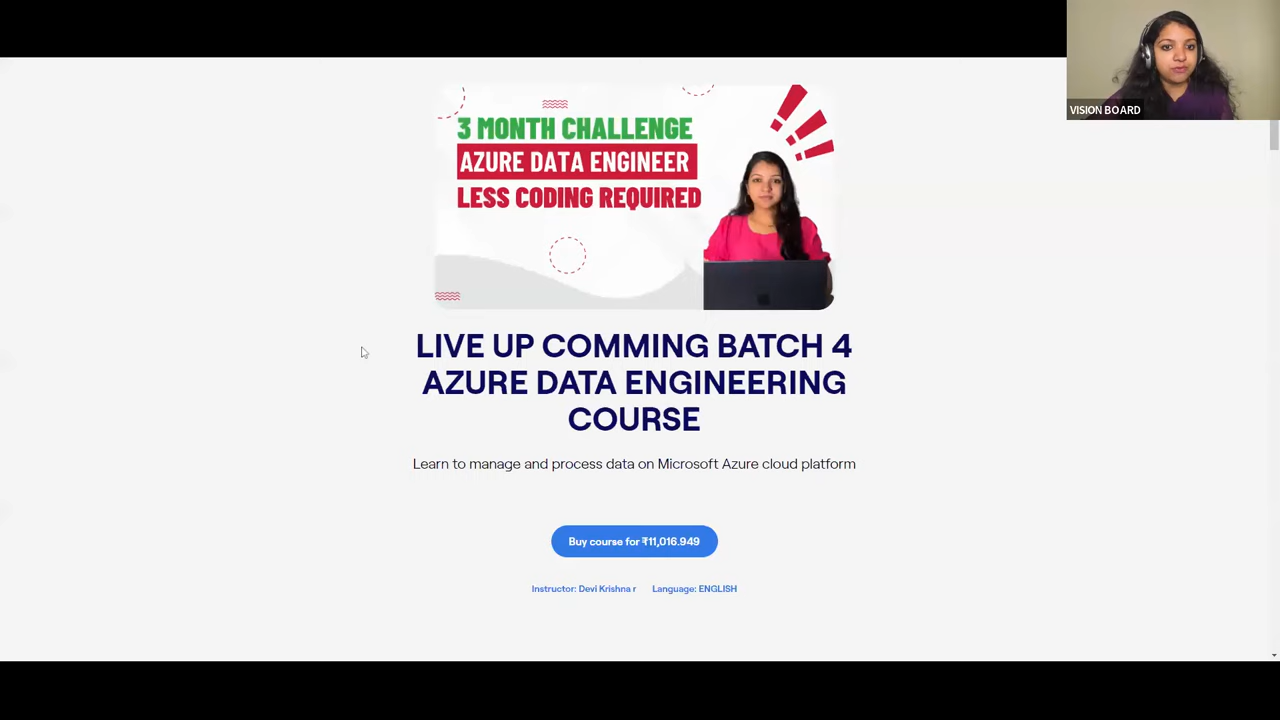 VISION BOARD
3 MONTH CHALLENGE
AZURE DATA ENGINEER
LESS CODING REQUIRED
LIVE UP COMMING BATCH 4
AZURE DATA ENGINEERING
COURSE
Learn to manage and process data on Microsoft Azure cloud platform
Buy course for ₹11,016.949
Instructor: Devi Krishna r Language: ENGLISH